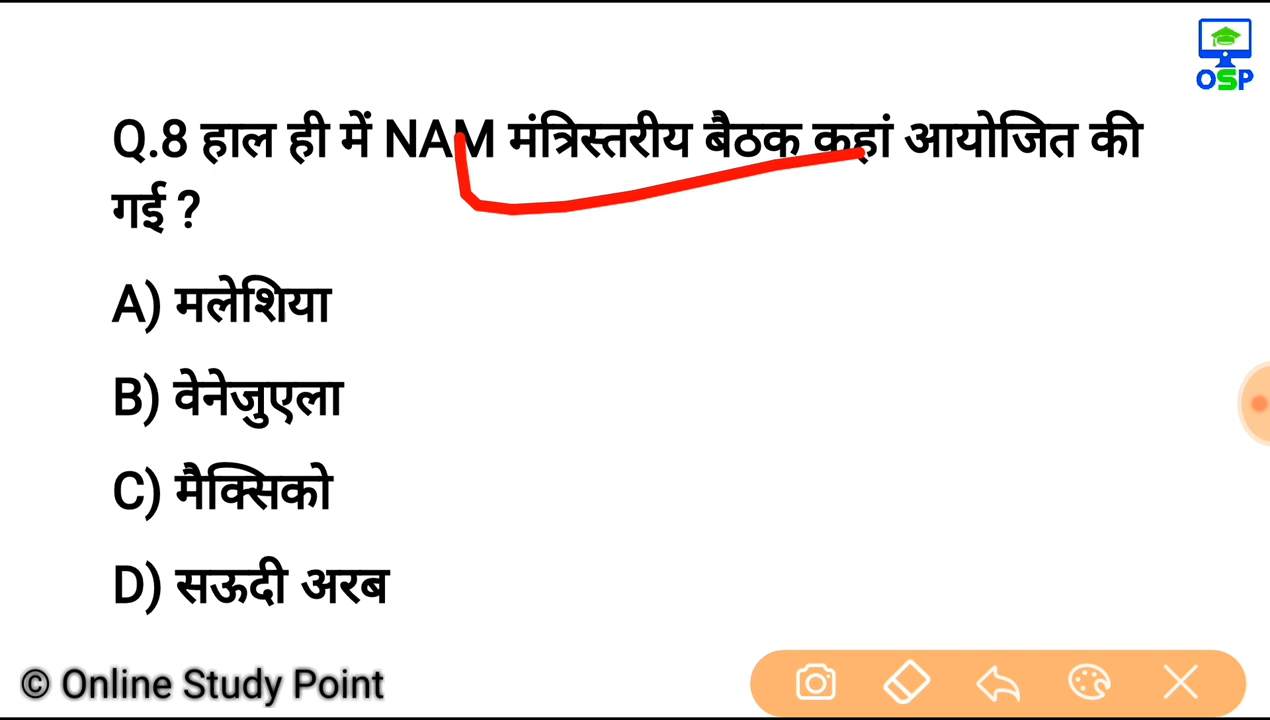 OSP
Q.8 हाल ही में NAM मंत्रिस्तरीय बैठक कहां आयोजित की
गई ?
A) मलेशिया
B) वेनेजुएला
C) मैक्सिको
D) सऊदी अरब
© Online Study Point